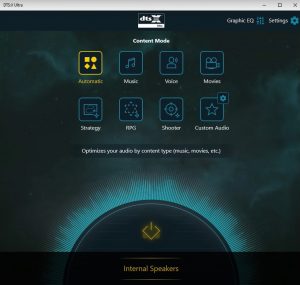 DTS:X Ultra
dts X
Graphic EQ
Settings
Content Mode
Automatic
Music
Voice
Movies
Strategy
RPG
Shooter
Custom Audio
Optimizes your audio by content type (music, movies, etc.)
Internal Speakers